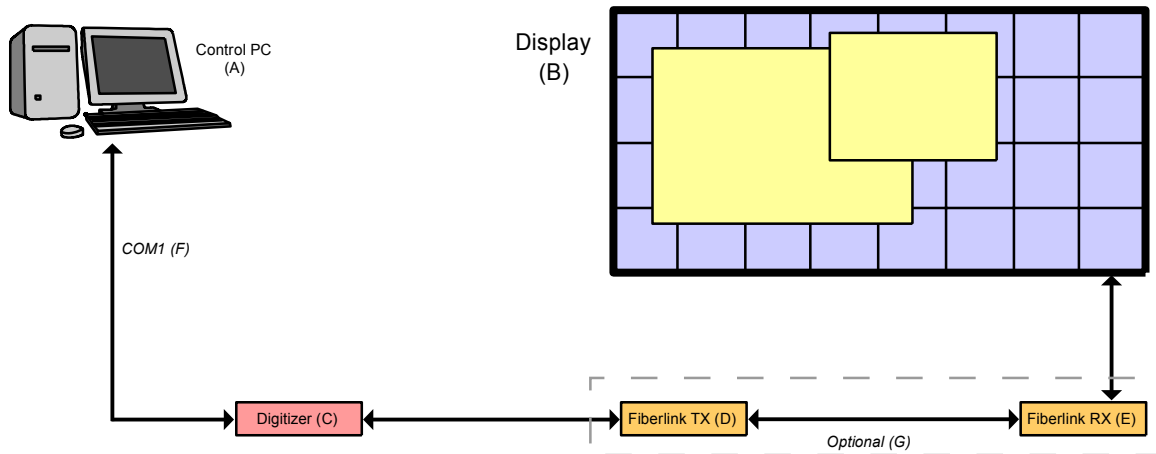 Control PC
(A)
Display
(B)
COM1 (F)
Digitizer (C)
Fiberlink TX (D)
Fiberlink RX (E)
Optional (G)